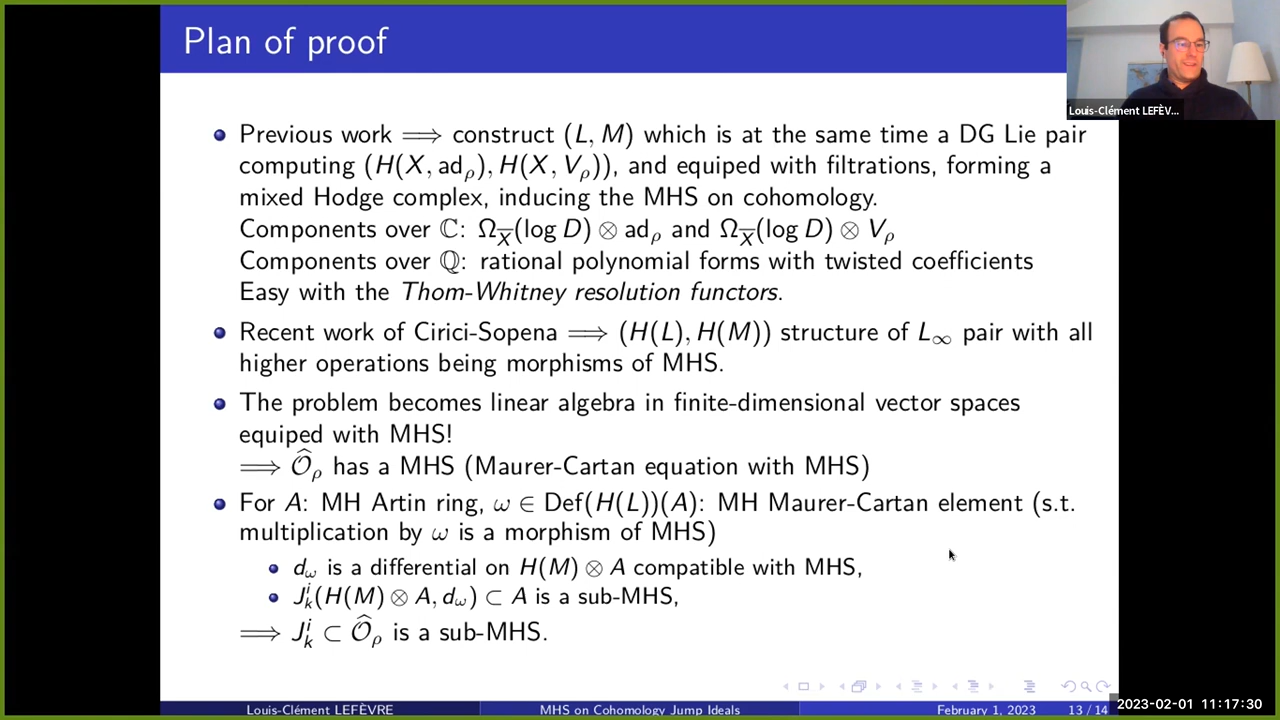 Plan of proof
Louis-Clément LEFÈV...
Previous work ⟹ construct (L, M) which is at the same time a DG Lie pair
computing (H(X, ad_ρ), H(X, V_ρ)), and equiped with filtrations, forming a
mixed Hodge complex, inducing the MHS on cohomology.
Components over ℂ: Ω_X̅(log D) ⊗ ad_ρ and Ω_X̅(log D) ⊗ V_ρ
Components over ℚ: rational polynomial forms with twisted coefficients
Easy with the Thom-Whitney resolution functors.
Recent work of Cirici-Sopena ⟹ (H(L), H(M)) structure of L_∞ pair with all
higher operations being morphisms of MHS.
The problem becomes linear algebra in finite-dimensional vector spaces
equiped with MHS!
⟹ 𝒪̂_ρ has a MHS (Maurer-Cartan equation with MHS)
For A: MH Artin ring, ω ∈ Def(H(L))(A): MH Maurer-Cartan element (s.t.
multiplication by ω is a morphism of MHS)
d_ω is a differential on H(M) ⊗ A compatible with MHS,
J^i_k(H(M) ⊗ A, d_ω) ⊂ A is a sub-MHS,
⟹ J^i_k ⊂ 𝒪̂_ρ is a sub-MHS.
Louis-Clément LEFÈVRE MHS on Cohomology Jump Ideals February 1, 2023 13 / 14
2023-02-01 11:17:30